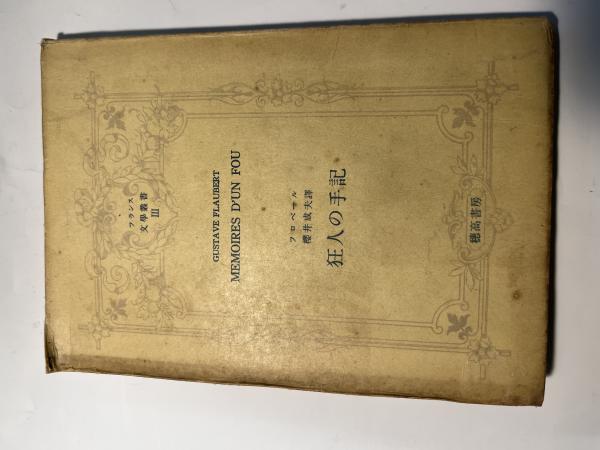 フランス
文學叢書
III
GUSTAVE FLAUBERT
MEMOIRES D'UN FOU
フロベール
櫻井成夫譯
狂人の手記
穂高書房